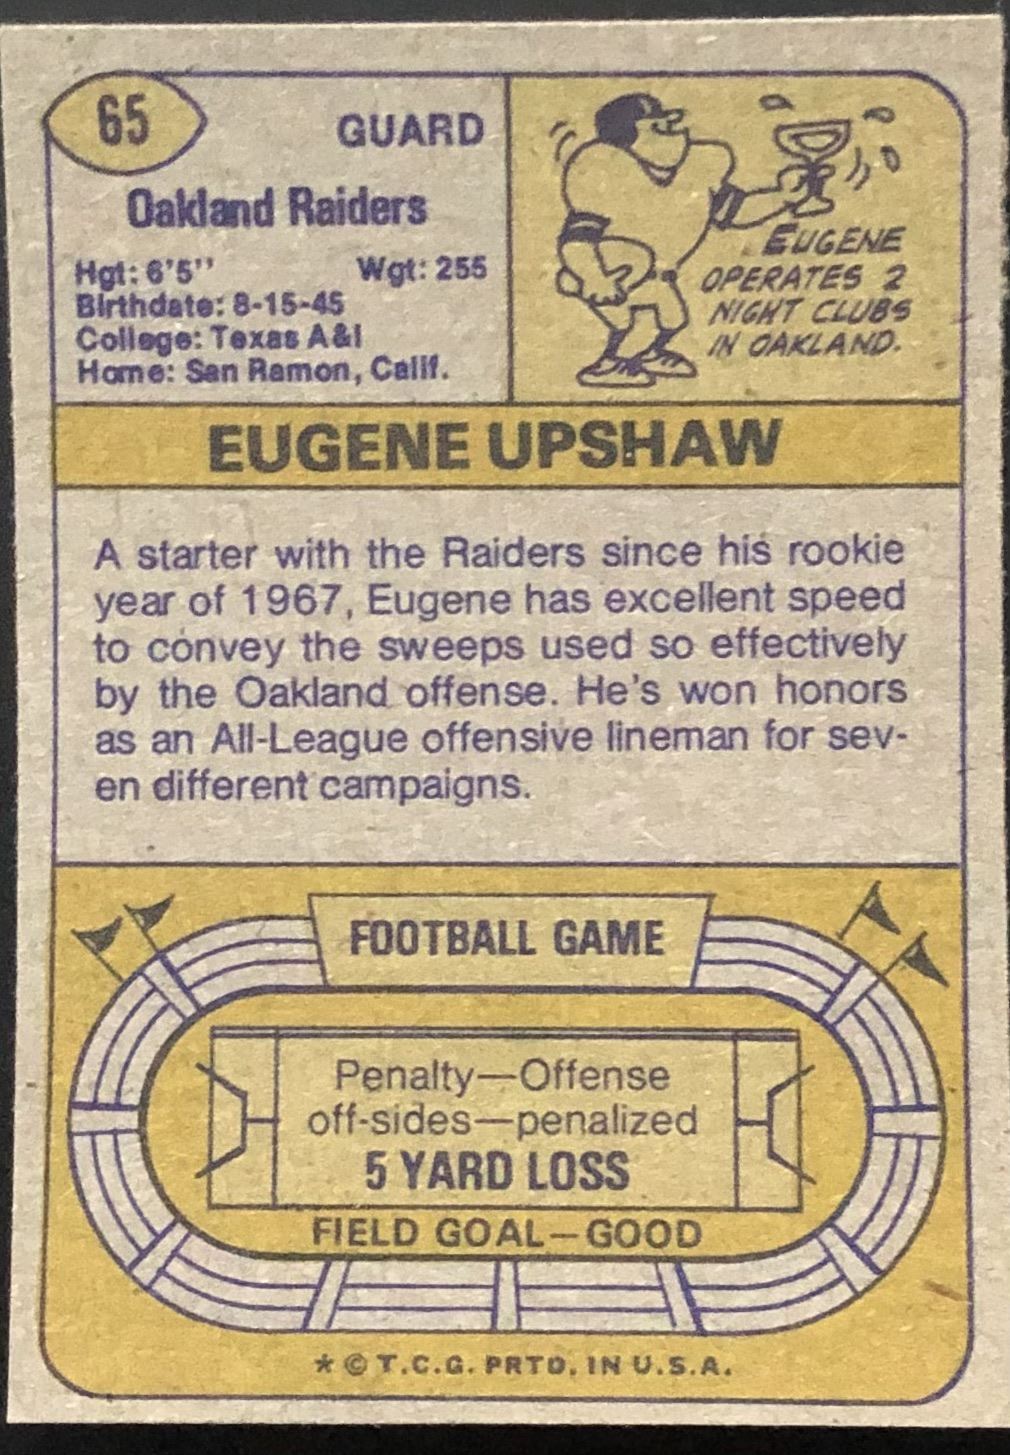 65
GUARD
Oakland Raiders
Hgt: 6'5'' Wgt: 255
Birthdate: 8-15-45
College: Texas A&I
Home: San Ramon, Calif.
EUGENE
OPERATES 2
NIGHT CLUBS
IN OAKLAND.
EUGENE UPSHAW
A starter with the Raiders since his rookie
year of 1967, Eugene has excellent speed
to convey the sweeps used so effectively
by the Oakland offense. He's won honors
as an All-League offensive lineman for sev-
en different campaigns.
FOOTBALL GAME
Penalty—Offense
off-sides—penalized
5 YARD LOSS
FIELD GOAL—GOOD
* © T.C.G. PRTD. IN U.S.A.